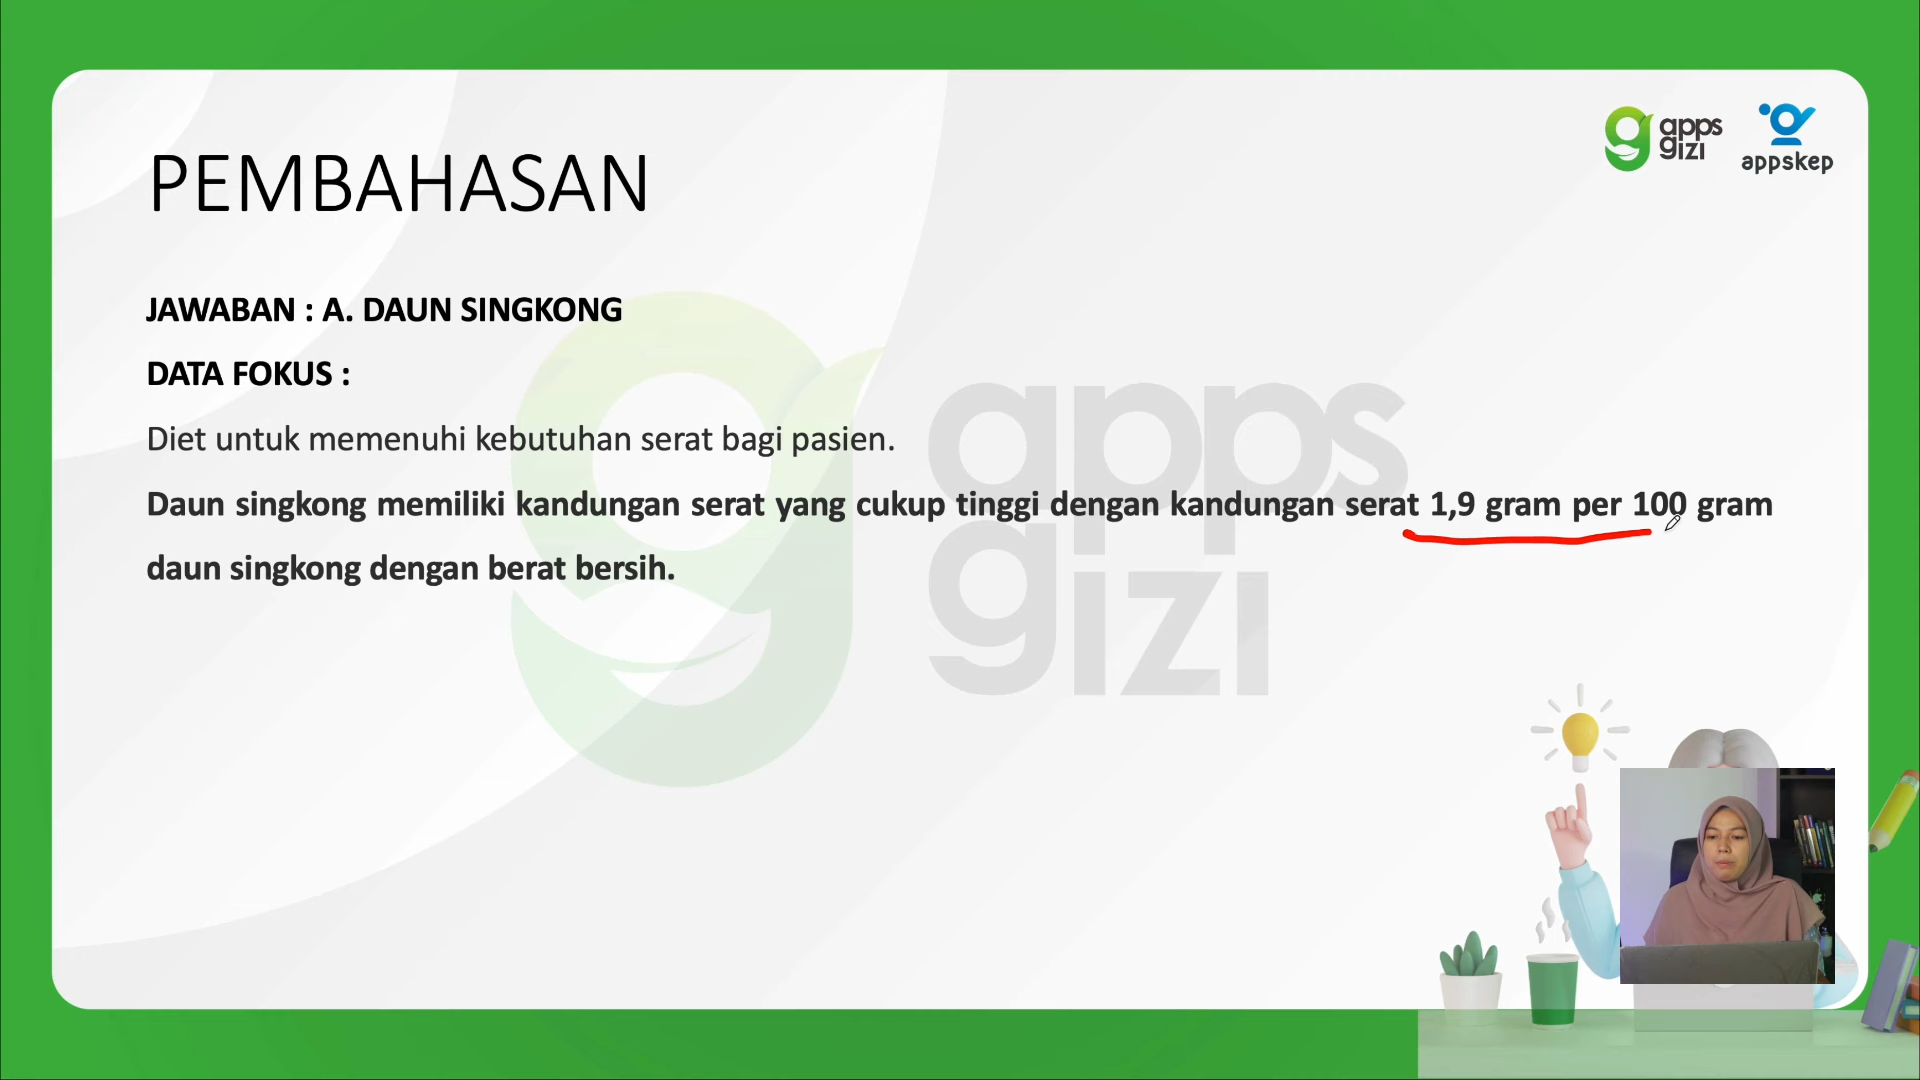 apps
gizi
appskep
PEMBAHASAN
JAWABAN : A. DAUN SINGKONG
DATA FOKUS :
Diet untuk memenuhi kebutuhan serat bagi pasien.
Daun singkong memiliki kandungan serat yang cukup tinggi dengan kandungan serat 1,9 gram per 100 gram
daun singkong dengan berat bersih.
apps
gizi